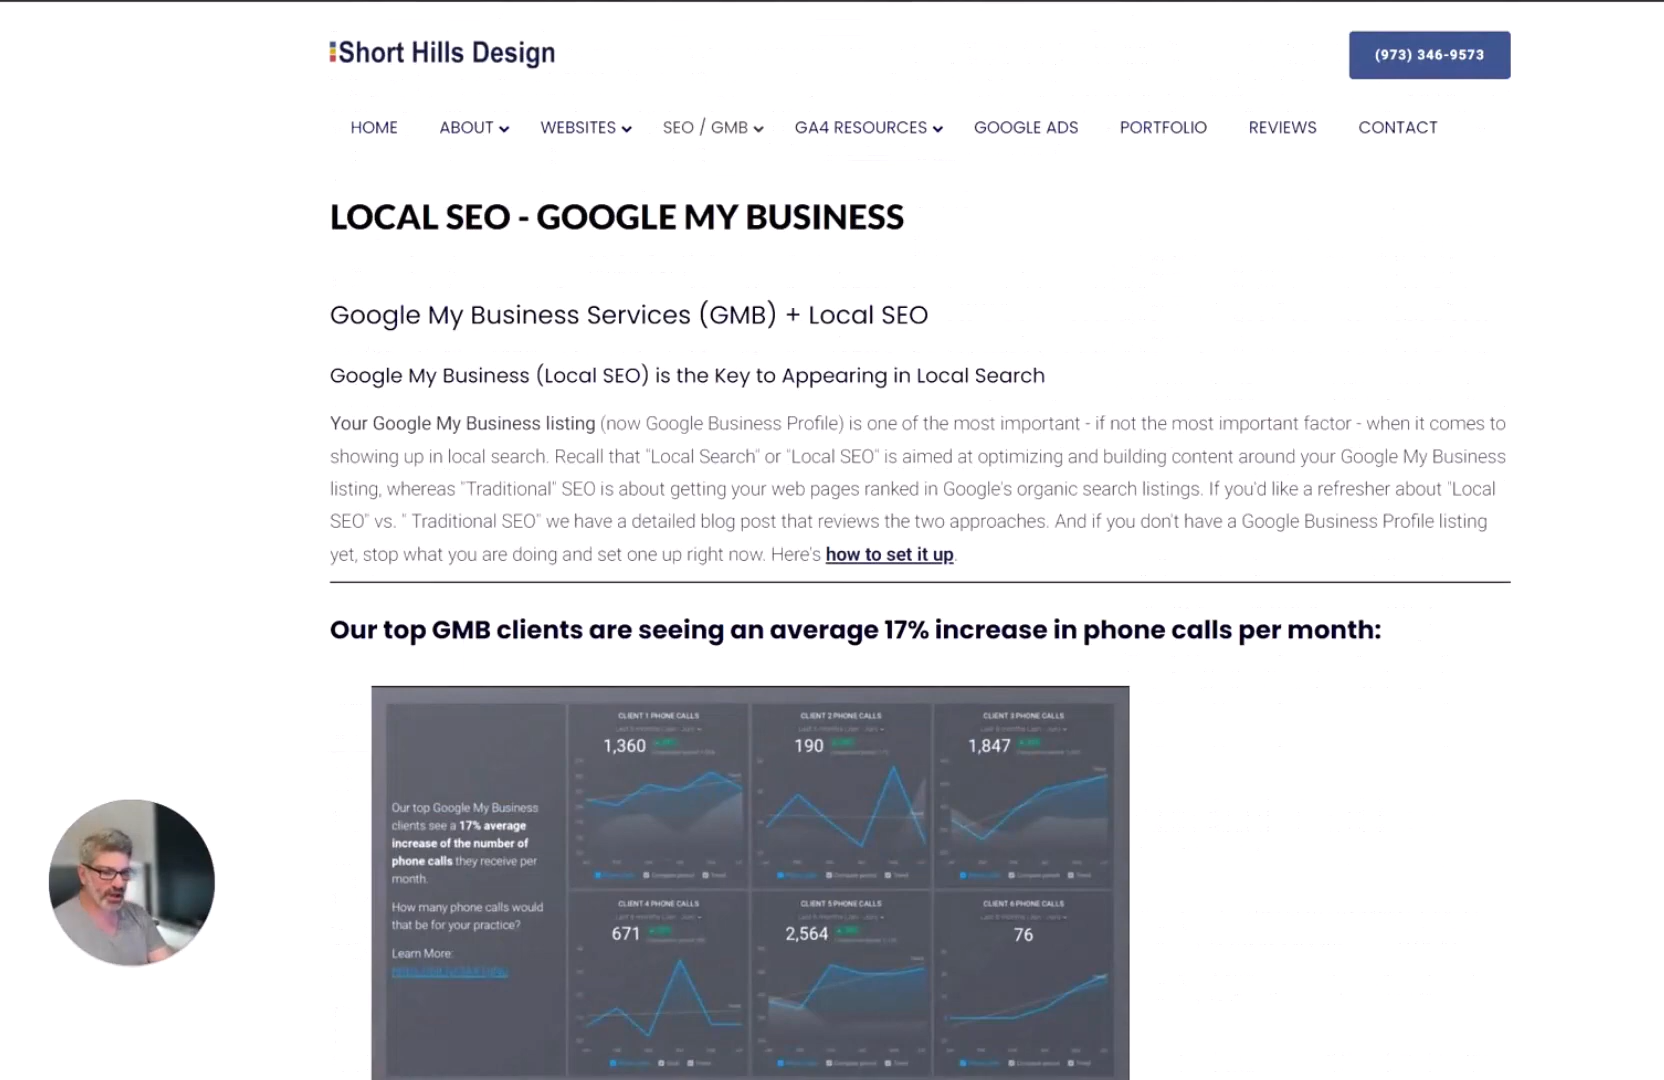 Short Hills Design
(973) 346-9573
HOME ABOUT WEBSITES SEO / GMB GA4 RESOURCES GOOGLE ADS PORTFOLIO REVIEWS CONTACT
LOCAL SEO - GOOGLE MY BUSINESS
Google My Business Services (GMB) + Local SEO
Google My Business (Local SEO) is the Key to Appearing in Local Search
Your Google My Business listing (now Google Business Profile) is one of the most important - if not the most important factor - when it comes to
showing up in local search. Recall that "Local Search" or "Local SEO" is aimed at optimizing and building content around your Google My Business
listing, whereas "Traditional" SEO is about getting your web pages ranked in Google's organic search listings. If you'd like a refresher about "Local
SEO" vs. " Traditional SEO" we have a detailed blog post that reviews the two approaches. And if you don't have a Google Business Profile listing
yet, stop what you are doing and set one up right now. Here's how to set it up.
Our top GMB clients are seeing an average 17% increase in phone calls per month:
Our top Google My Business
clients see a 17% average
increase of the number of
phone calls they receive per
month.
How many phone calls would
that be for your practice?
Learn More:
CLIENT 1 PHONE CALLS
1,360
CLIENT 2 PHONE CALLS
190
CLIENT 3 PHONE CALLS
1,847
CLIENT 4 PHONE CALLS
671
CLIENT 5 PHONE CALLS
2,564
CLIENT 6 PHONE CALLS
76